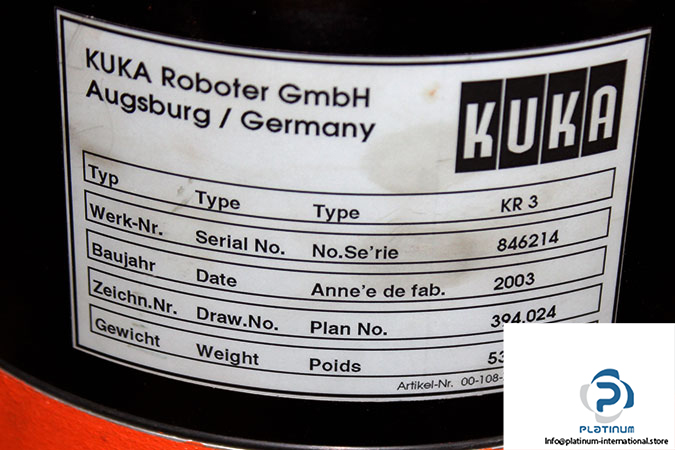 KUKA Roboter GmbH
Augsburg / Germany
KUKA
Typ Type Type KR 3
Werk-Nr. Serial No. No.Se'rie 846214
Baujahr Date Anne'e de fab. 2003
Zeichn.Nr. Draw.No. Plan No. 394.024
Gewicht Weight Poids
Artikel-Nr. 00-108-
PLATINUM
Info@platinum-international.store